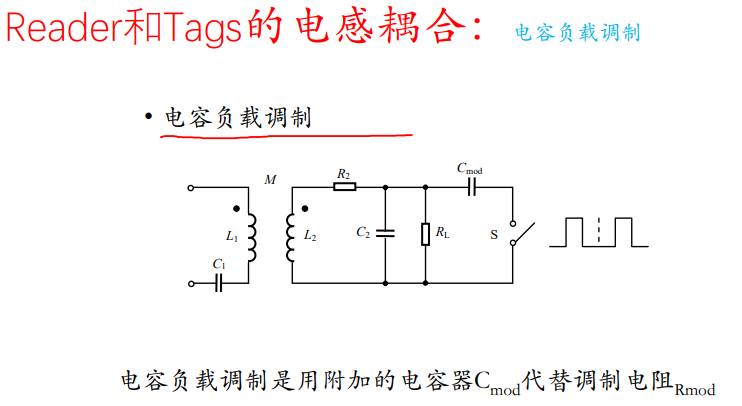 Reader和Tags的电感耦合： 电容负载调制
• 电容负载调制
M R₂ Cmod
L₁ L₂ C₂ RL S
C₁
电容负载调制是用附加的电容器Cmod代替调制电阻Rmod